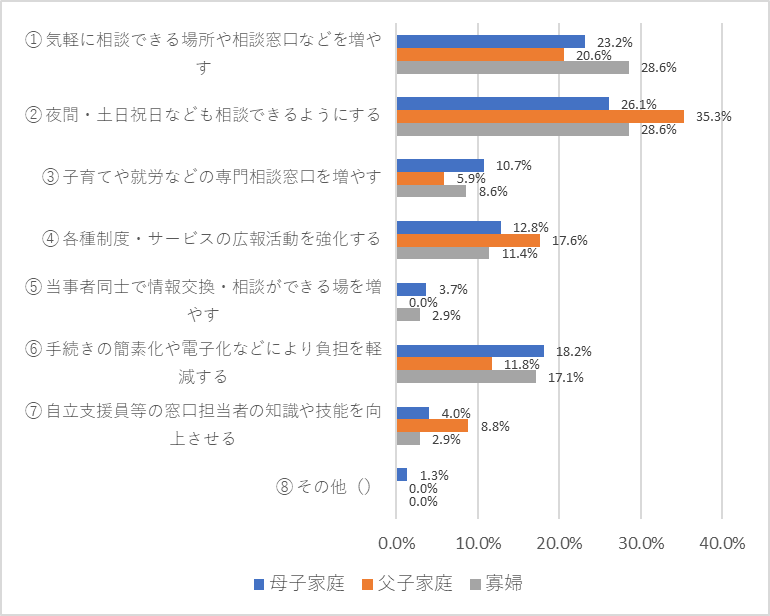 ① 気軽に相談できる場所や相談窓口などを増や
す
23.2%
20.6%
28.6%
② 夜間・土日祝日なども相談できるようにする
26.1%
35.3%
28.6%
③ 子育てや就労などの専門相談窓口を増やす
10.7%
5.9%
8.6%
④ 各種制度・サービスの広報活動を強化する
12.8%
17.6%
11.4%
⑤ 当事者同士で情報交換・相談ができる場を増
やす
3.7%
0.0%
2.9%
⑥ 手続きの簡素化や電子化などにより負担を軽
減する
18.2%
11.8%
17.1%
⑦ 自立支援員等の窓口担当者の知識や技能を向
上させる
4.0%
8.8%
2.9%
⑧ その他（）
1.3%
0.0%
0.0%
0.0% 10.0% 20.0% 30.0% 40.0%
母子家庭 父子家庭 寡婦